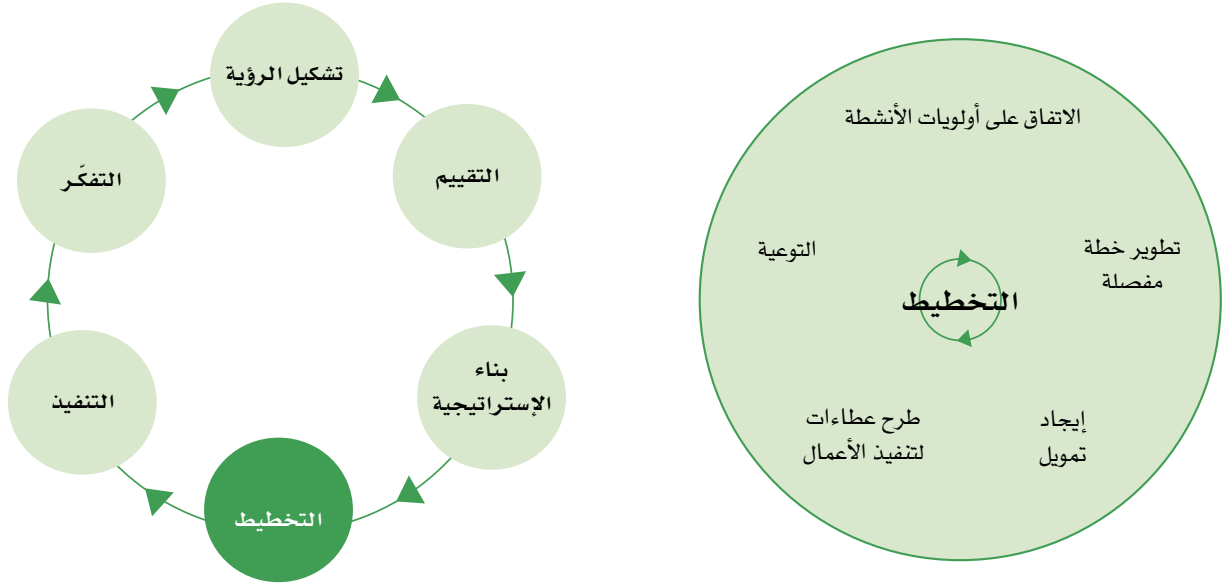 تشكيل الرؤية
التقييم
بناء
الإستراتيجية
التخطيط
التنفيذ
التفكّر
الاتفاق على أولويات الأنشطة
تطوير خطة
مفصلة
إيجاد
تمويل
طرح عطاءات
لتنفيذ الأعمال
التوعية
التخطيط